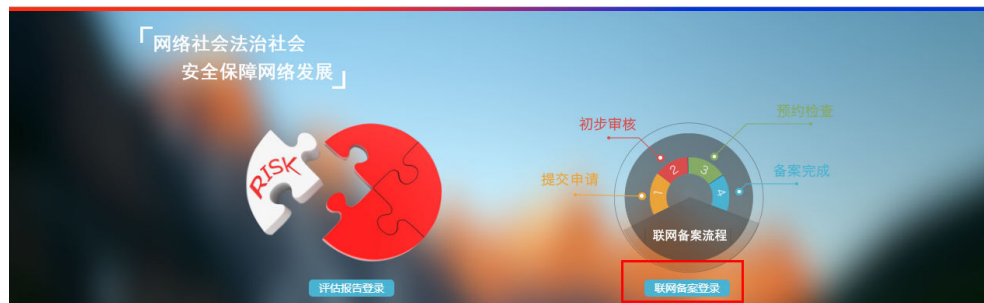 「网络社会法治社会
安全保障网络发展」
RISK
评估报告登录
预约检查
初步审核
备案完成
提交申请
1
2
3
4
联网备案流程
联网备案登录